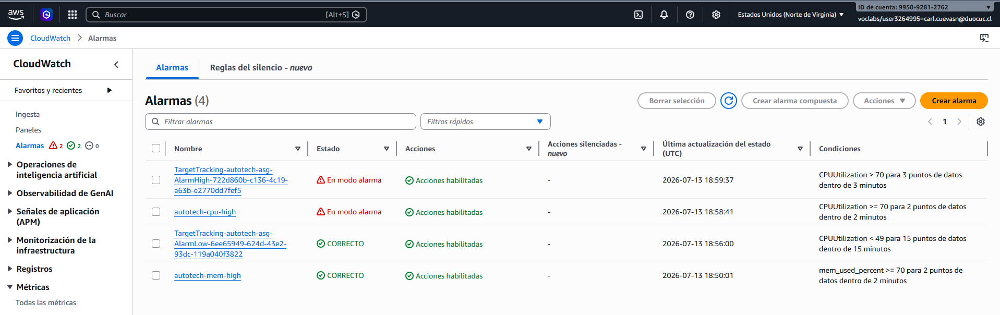 aws
Buscar
[Alt+S]
Estados Unidos (Norte de Virginia)
ID de cuenta: 9950-9281-2762
voclabs/user3264995=carl.cuevasn@duocuc.cl
CloudWatch
Alarmas
CloudWatch
Favoritos y recientes
Ingesta
Paneles
Alarmas 2 2 0
Operaciones de
inteligencia artificial
Observabilidad de GenAI
Señales de aplicación
(APM)
Monitorización de la
infraestructura
Registros
Métricas
Todas las métricas
Alarmas
Reglas del silencio - nuevo
Alarmas (4)
Borrar selección
Crear alarma compuesta
Acciones
Crear alarma
Filtrar alarmas
Filtros rápidos
1
Nombre
Estado
Acciones
Acciones silenciadas -
nuevo
Última actualización del estado
(UTC)
Condiciones
TargetTracking-autotech-asg-
AlarmHigh-722d860b-c136-4c19-
a63b-e2770dd7fef5
En modo alarma
Acciones habilitadas
-
2026-07-13 18:59:37
CPUUtilization > 70 para 3 puntos de datos
dentro de 3 minutos
autotech-cpu-high
En modo alarma
Acciones habilitadas
-
2026-07-13 18:58:41
CPUUtilization >= 70 para 2 puntos de datos
dentro de 2 minutos
TargetTracking-autotech-asg-
AlarmLow-6ee65949-624d-43e2-
93dc-119a040f3822
CORRECTO
Acciones habilitadas
-
2026-07-13 18:56:00
CPUUtilization < 49 para 15 puntos de datos
dentro de 15 minutos
autotech-mem-high
CORRECTO
Acciones habilitadas
-
2026-07-13 18:50:01
mem_used_percent >= 70 para 2 puntos de
datos dentro de 2 minutos